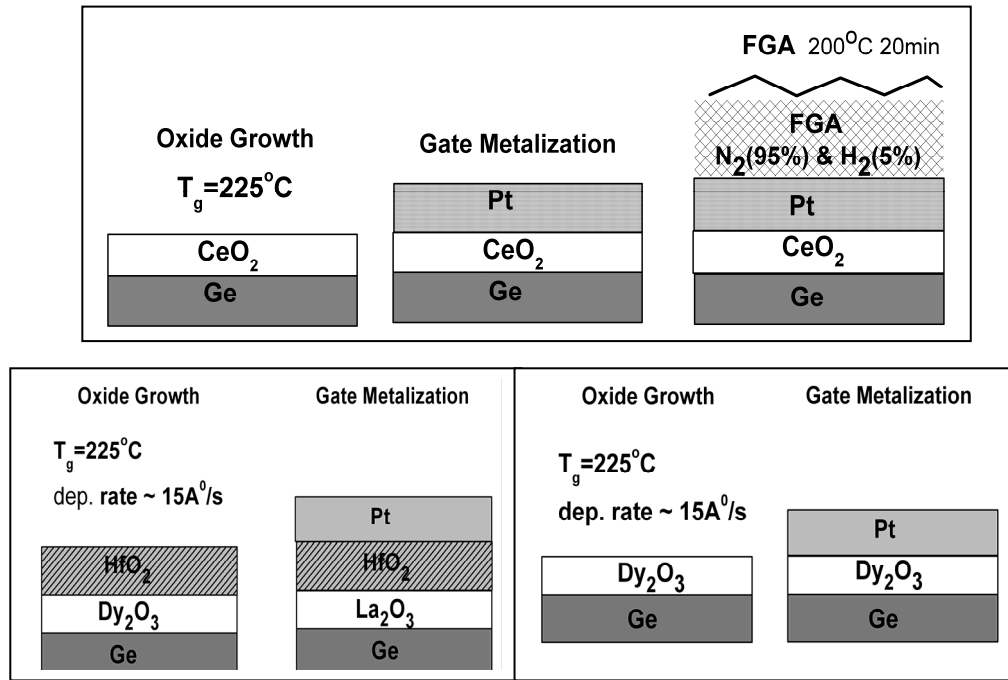 FGA 200°C 20min
FGA
N₂(95%) & H₂(5%)
Oxide Growth
T_g=225°C
Gate Metalization
CeO₂
Ge
Pt
CeO₂
Ge
Pt
CeO₂
Ge
Oxide Growth
Gate Metalization
T_g=225°C
dep. rate ~ 15A⁰/s
HfO₂
Dy₂O₃
Ge
Pt
HfO₂
La₂O₃
Ge
Oxide Growth
Gate Metalization
T_g=225°C
dep. rate ~ 15A⁰/s
Dy₂O₃
Ge
Pt
Dy₂O₃
Ge